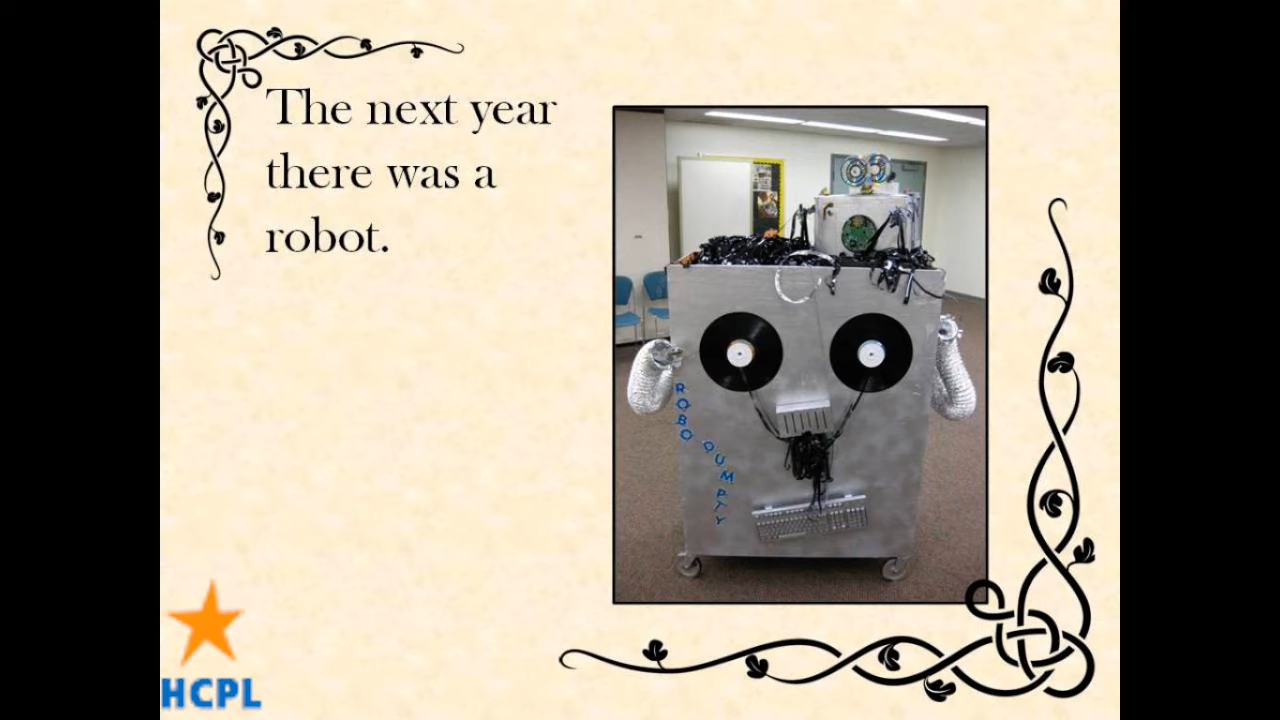 The next year
there was a
robot.
ROBO DUMPTY
HCPL